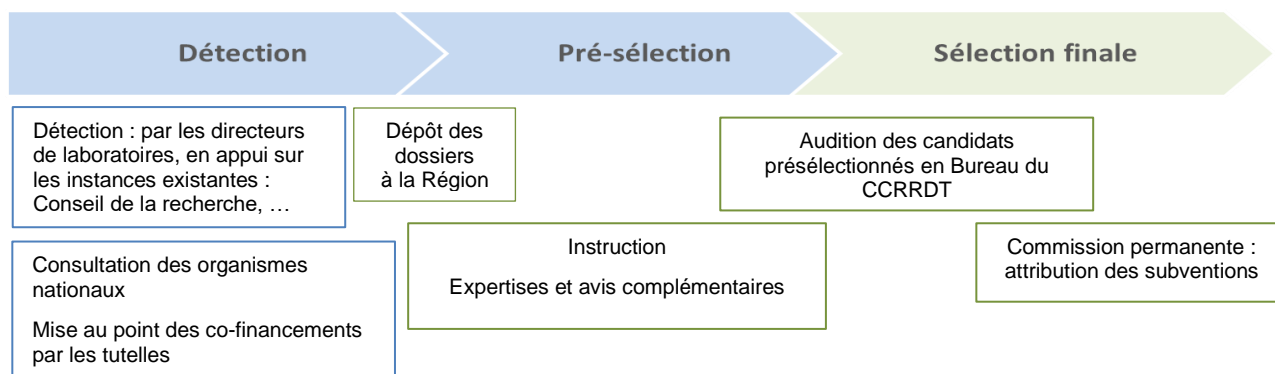 Détection
Pré-sélection
Sélection finale
Détection : par les directeurs
de laboratoires, en appui sur
les instances existantes :
Conseil de la recherche, …
Dépôt des
dossiers
à la Région
Audition des candidats
présélectionnés en Bureau du
CCRRDT
Consultation des organismes
nationaux
Mise au point des co-financements
par les tutelles
Instruction
Expertises et avis complémentaires
Commission permanente :
attribution des subventions